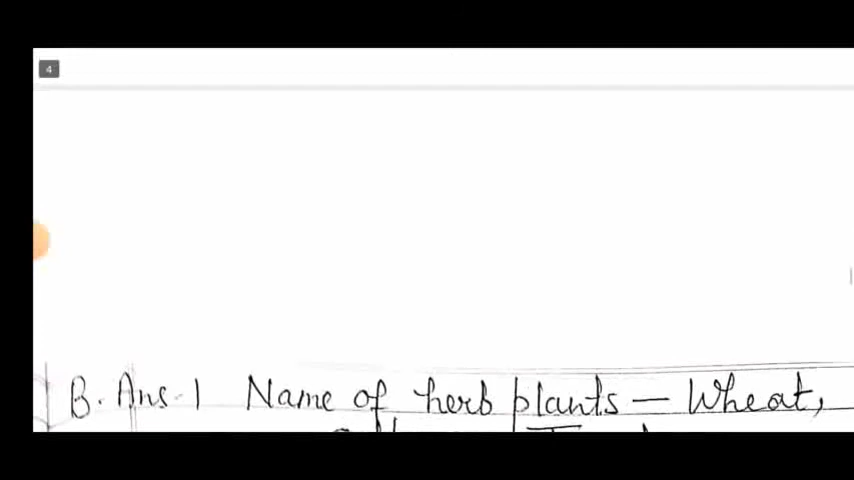 4
B. Ans - 1 Name of herb plants — Wheat,